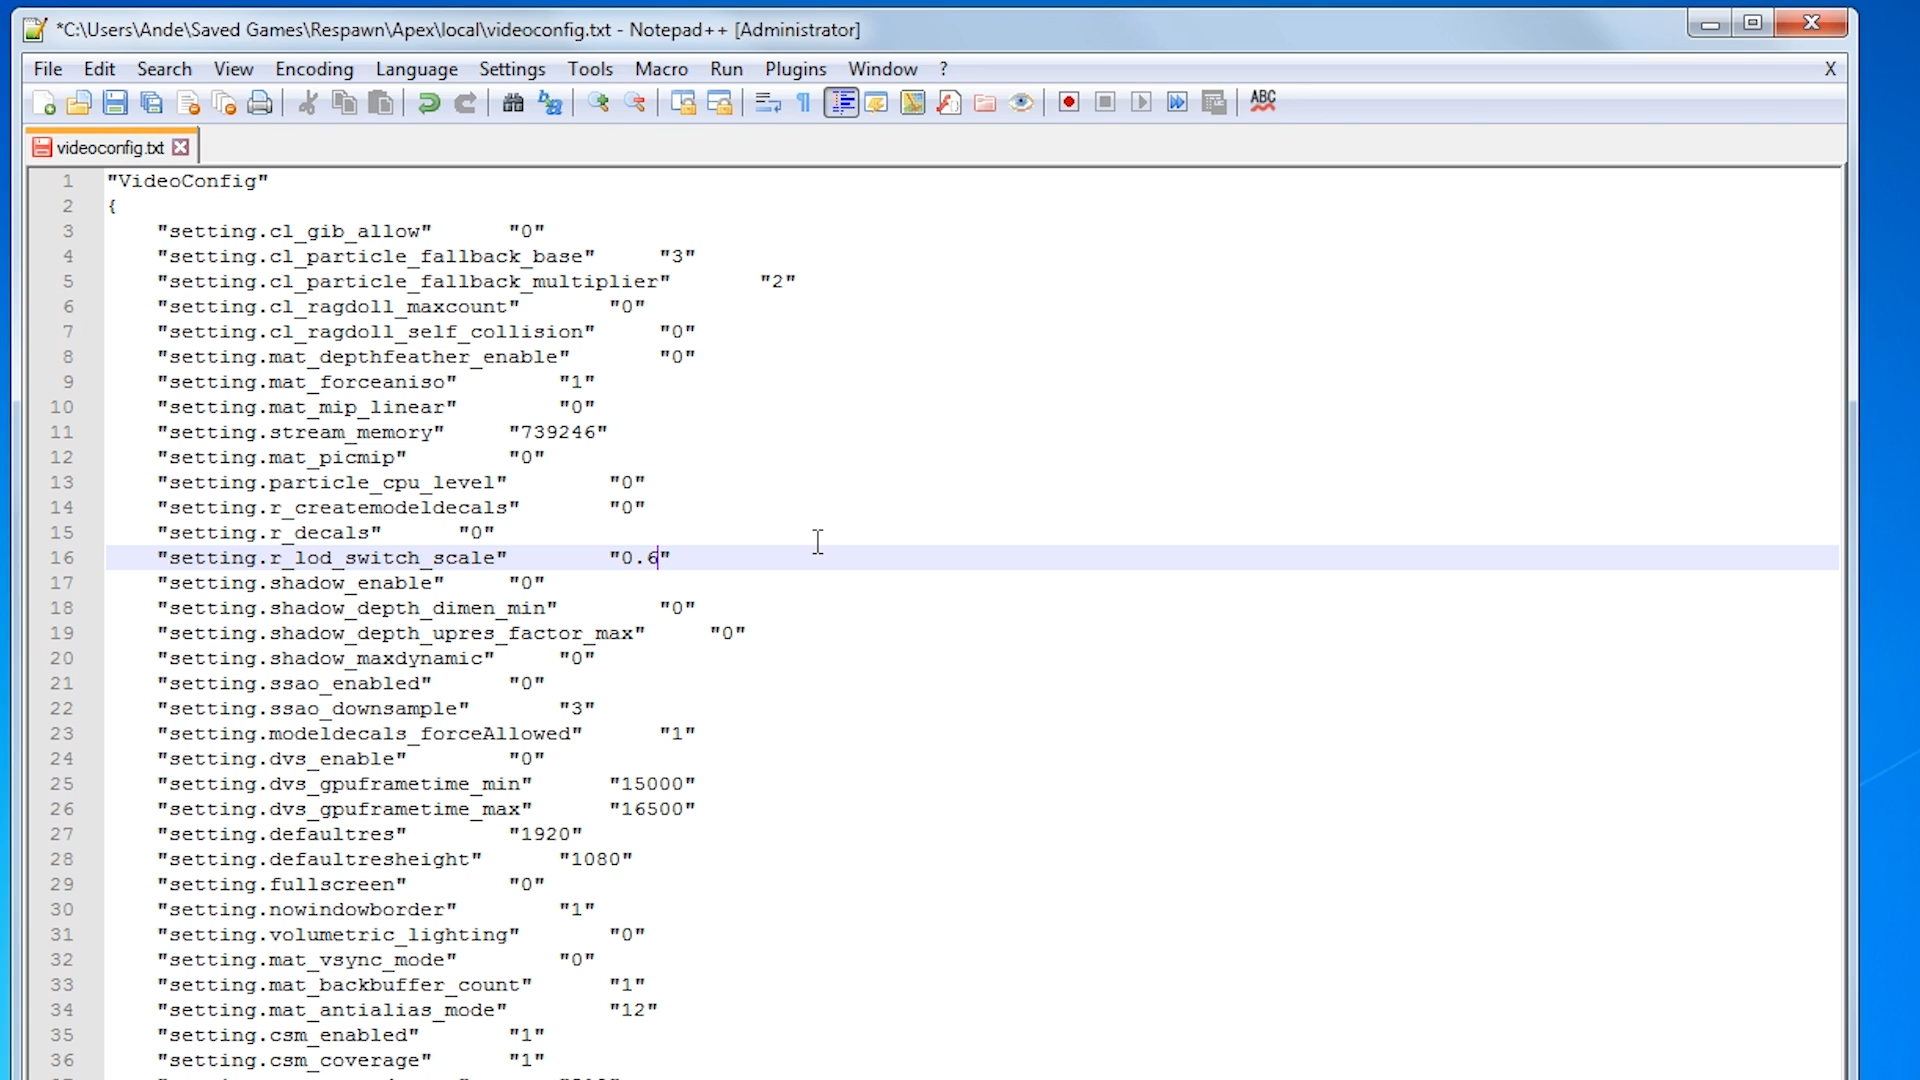 *C:\Users\Ande\Saved Games\Respawn\Apex\local\videoconfig.txt - Notepad++ [Administrator]
File Edit Search View Encoding Language Settings Tools Macro Run Plugins Window ? X
ABC
videoconfig.txt
1 "VideoConfig"
2 {
3 "setting.cl_gib_allow" "0"
4 "setting.cl_particle_fallback_base" "3"
5 "setting.cl_particle_fallback_multiplier" "2"
6 "setting.cl_ragdoll_maxcount" "0"
7 "setting.cl_ragdoll_self_collision" "0"
8 "setting.mat_depthfeather_enable" "0"
9 "setting.mat_forceaniso" "1"
10 "setting.mat_mip_linear" "0"
11 "setting.stream_memory" "739246"
12 "setting.mat_picmip" "0"
13 "setting.particle_cpu_level" "0"
14 "setting.r_createmodeldecals" "0"
15 "setting.r_decals" "0"
16 "setting.r_lod_switch_scale" "0.6"
17 "setting.shadow_enable" "0"
18 "setting.shadow_depth_dimen_min" "0"
19 "setting.shadow_depth_upres_factor_max" "0"
20 "setting.shadow_maxdynamic" "0"
21 "setting.ssao_enabled" "0"
22 "setting.ssao_downsample" "3"
23 "setting.modeldecals_forceAllowed" "1"
24 "setting.dvs_enable" "0"
25 "setting.dvs_gpuframetime_min" "15000"
26 "setting.dvs_gpuframetime_max" "16500"
27 "setting.defaultres" "1920"
28 "setting.defaultresheight" "1080"
29 "setting.fullscreen" "0"
30 "setting.nowindowborder" "1"
31 "setting.volumetric_lighting" "0"
32 "setting.mat_vsync_mode" "0"
33 "setting.mat_backbuffer_count" "1"
34 "setting.mat_antialias_mode" "12"
35 "setting.csm_enabled" "1"
36 "setting.csm_coverage" "1"